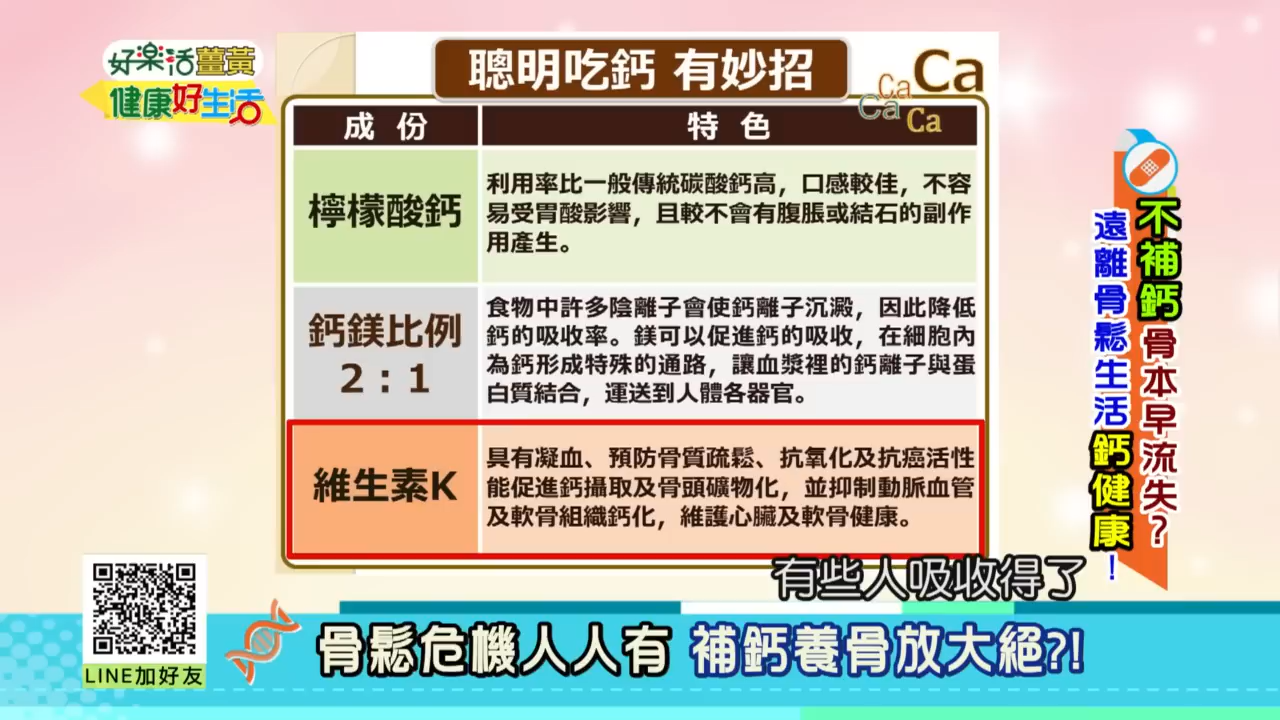 好樂活薑黃
健康好生活
聰明吃鈣 有妙招
Ca
Ca
Ca
Ca
成 份
特 色
檸檬酸鈣
利用率比一般傳統碳酸鈣高，口感較佳，不容
易受胃酸影響，且較不會有腹脹或結石的副作
用產生。
鈣鎂比例
2：1
食物中許多陰離子會使鈣離子沉澱，因此降低
鈣的吸收率。鎂可以促進鈣的吸收，在細胞內
為鈣形成特殊的通路，讓血漿裡的鈣離子與蛋
白質結合，運送到人體各器官。
維生素K
具有凝血、預防骨質疏鬆、抗氧化及抗癌活性
能促進鈣攝取及骨頭礦物化，並抑制動脈血管
及軟骨組織鈣化，維護心臟及軟骨健康。
不補鈣骨本早流失?
遠離骨鬆生活鈣健康!
有些人吸收得了
LINE加好友
骨鬆危機人人有 補鈣養骨放大絕?!